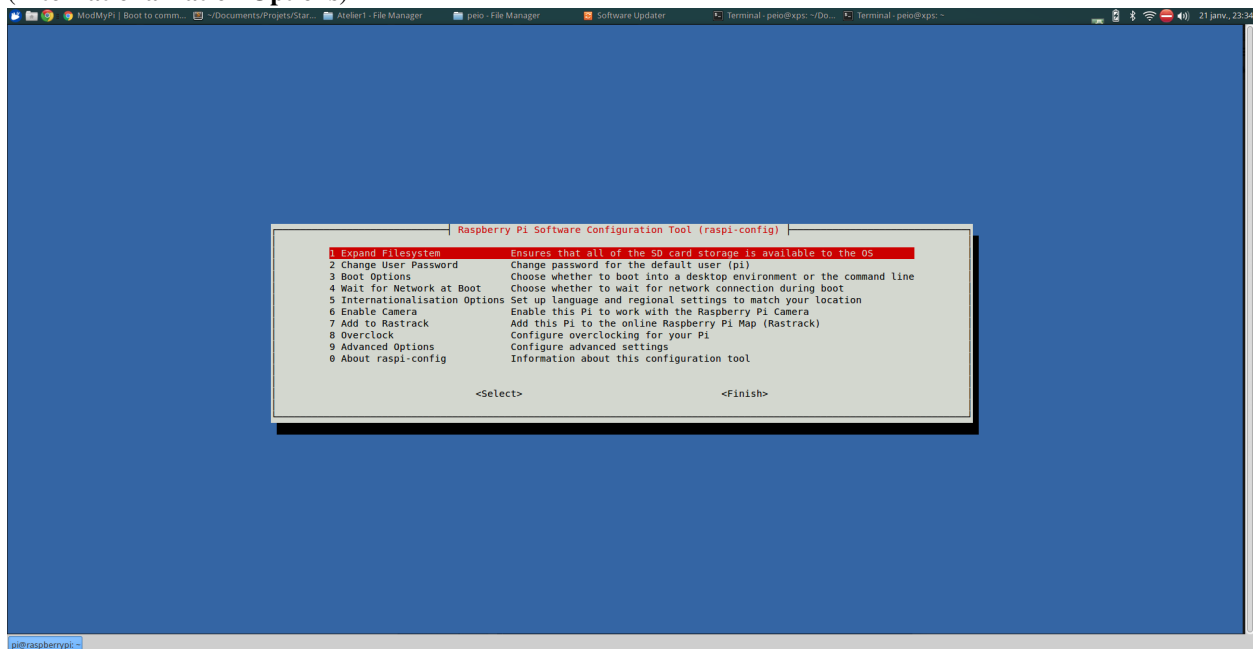 ModMyPi | Boot to comm... ~/Documents/Projets/Star... Atelier1 - File Manager peio - File Manager Software Updater Terminal - peio@xps: ~/Do... Terminal - peio@xps: ~ 21 janv., 23:34
Raspberry Pi Software Configuration Tool (raspi-config)
1 Expand Filesystem Ensures that all of the SD card storage is available to the OS
2 Change User Password Change password for the default user (pi)
3 Boot Options Choose whether to boot into a desktop environment or the command line
4 Wait for Network at Boot Choose whether to wait for network connection during boot
5 Internationalisation Options Set up language and regional settings to match your location
6 Enable Camera Enable this Pi to work with the Raspberry Pi Camera
7 Add to Rastrack Add this Pi to the online Raspberry Pi Map (Rastrack)
8 Overclock Configure overclocking for your Pi
9 Advanced Options Configure advanced settings
0 About raspi-config Information about this configuration tool
<Select> <Finish>
pi@raspberrypi: ~